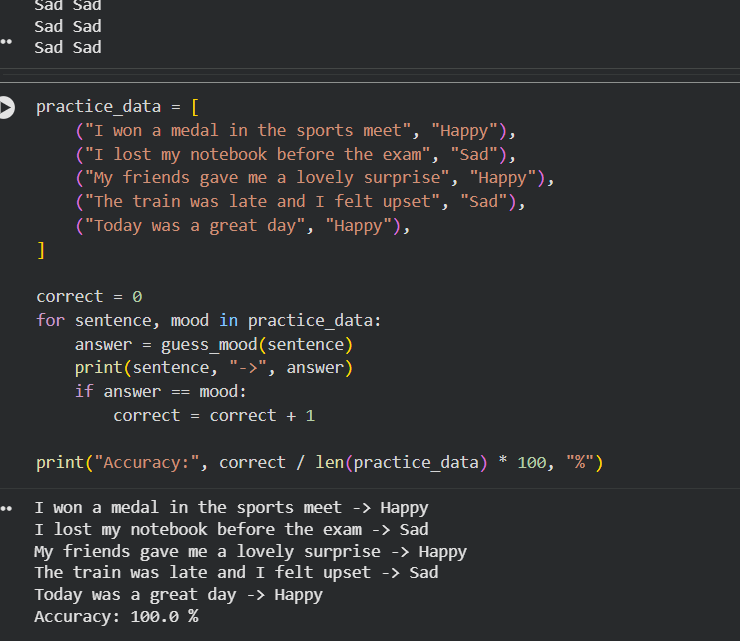 Sad Sad
Sad Sad
Sad Sad
practice_data = [
    ("I won a medal in the sports meet", "Happy"),
    ("I lost my notebook before the exam", "Sad"),
    ("My friends gave me a lovely surprise", "Happy"),
    ("The train was late and I felt upset", "Sad"),
    ("Today was a great day", "Happy"),
]
correct = 0
for sentence, mood in practice_data:
    answer = guess_mood(sentence)
    print(sentence, "->", answer)
    if answer == mood:
        correct = correct + 1
print("Accuracy:", correct / len(practice_data) * 100, "%")
I won a medal in the sports meet -> Happy
I lost my notebook before the exam -> Sad
My friends gave me a lovely surprise -> Happy
The train was late and I felt upset -> Sad
Today was a great day -> Happy
Accuracy: 100.0 %